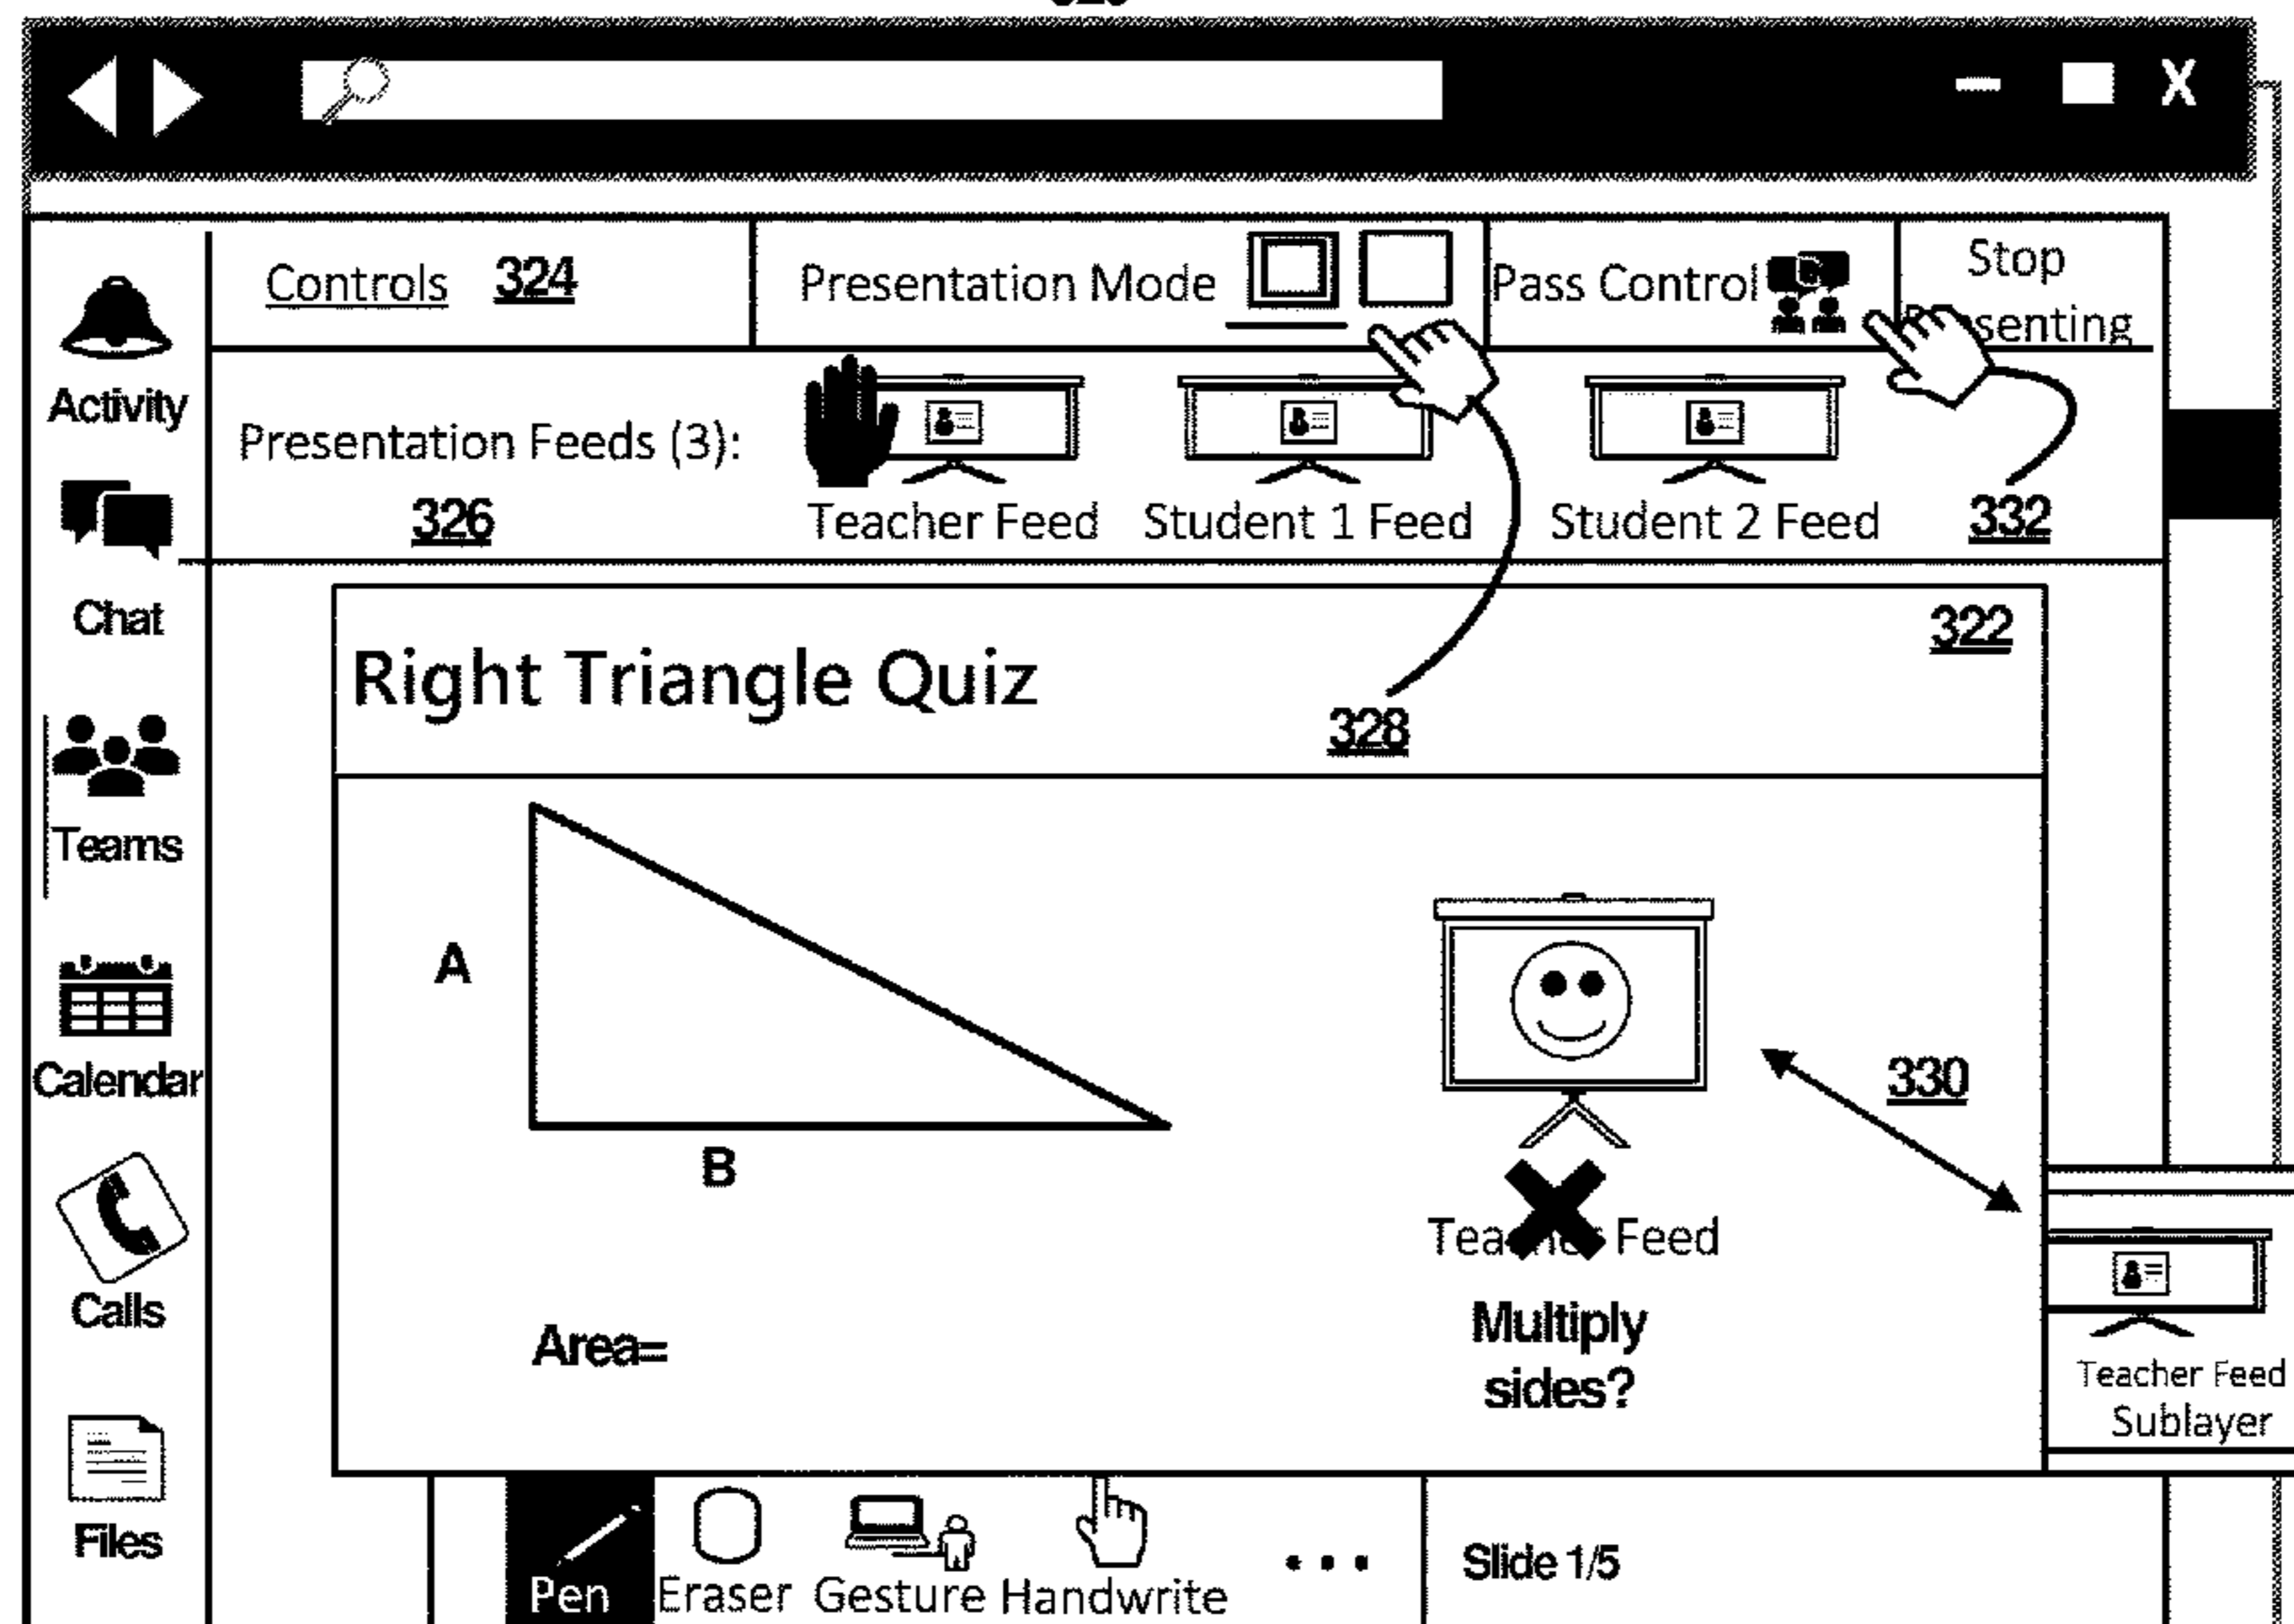 X
Controls 324
Presentation Mode
Pass Control
Stop
senting
Activity
Presentation Feeds (3):
326
Teacher Feed
Student 1 Feed
Student 2 Feed
332
Chat
322
Right Triangle Quiz
328
Teams
A
Calendar
330
B
Feed
Calls
Multiply
sides?
Area=
Teacher Feed
Sublayer
Files
Pen
Eraser
Gesture
Handwrite
...
Slide 1/5